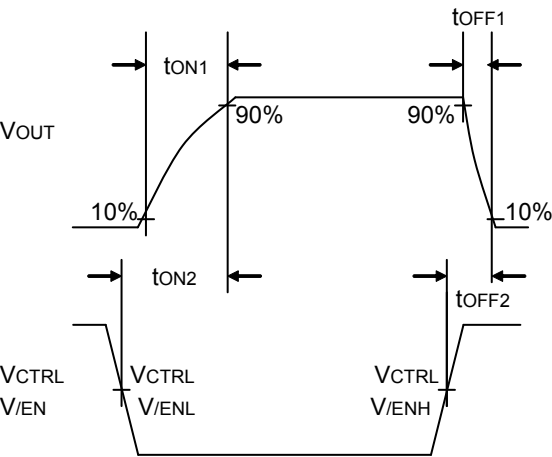 tOFF1
tON1
VOUT
90%
90%
10%
10%
tON2
tOFF2
VCTRL
VCTRL
VCTRL
V/EN
V/ENL
V/ENH